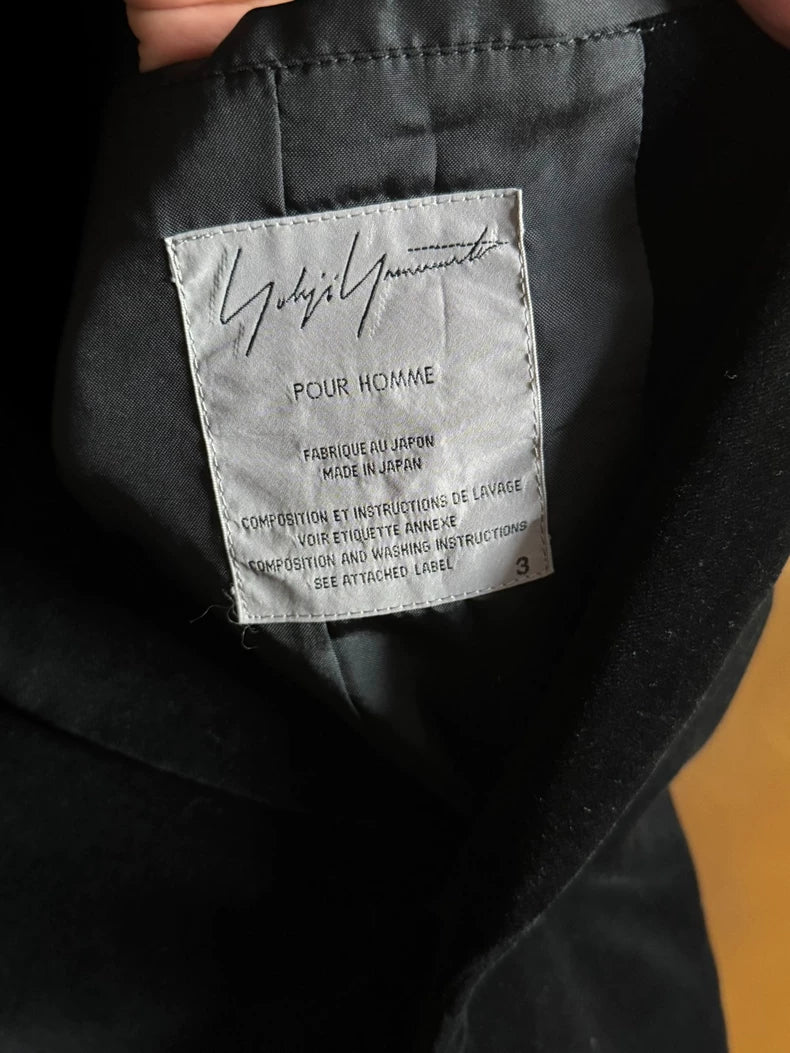 Yohji Yamamoto
POUR HOMME
FABRIQUE AU JAPON
MADE IN JAPAN
COMPOSITION ET INSTRUCTIONS DE LAVAGE
VOIR ETIQUETTE ANNEXE
COMPOSITION AND WASHING INSTRUCTIONS
SEE ATTACHED LABEL
3